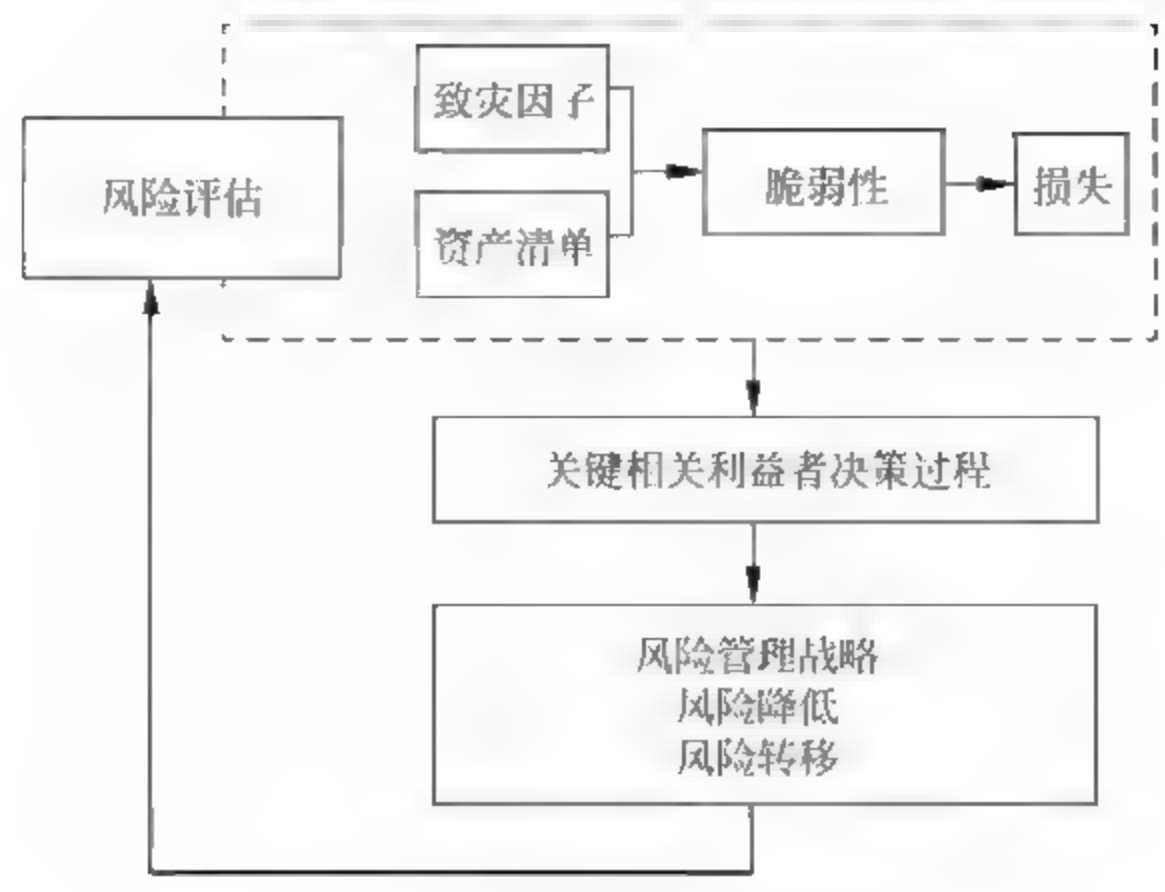 致灾因子
风险评估
脆弱性
损失
资产清单
关键相关利益者决策过程
风险管理战略
风险降低
风险转移